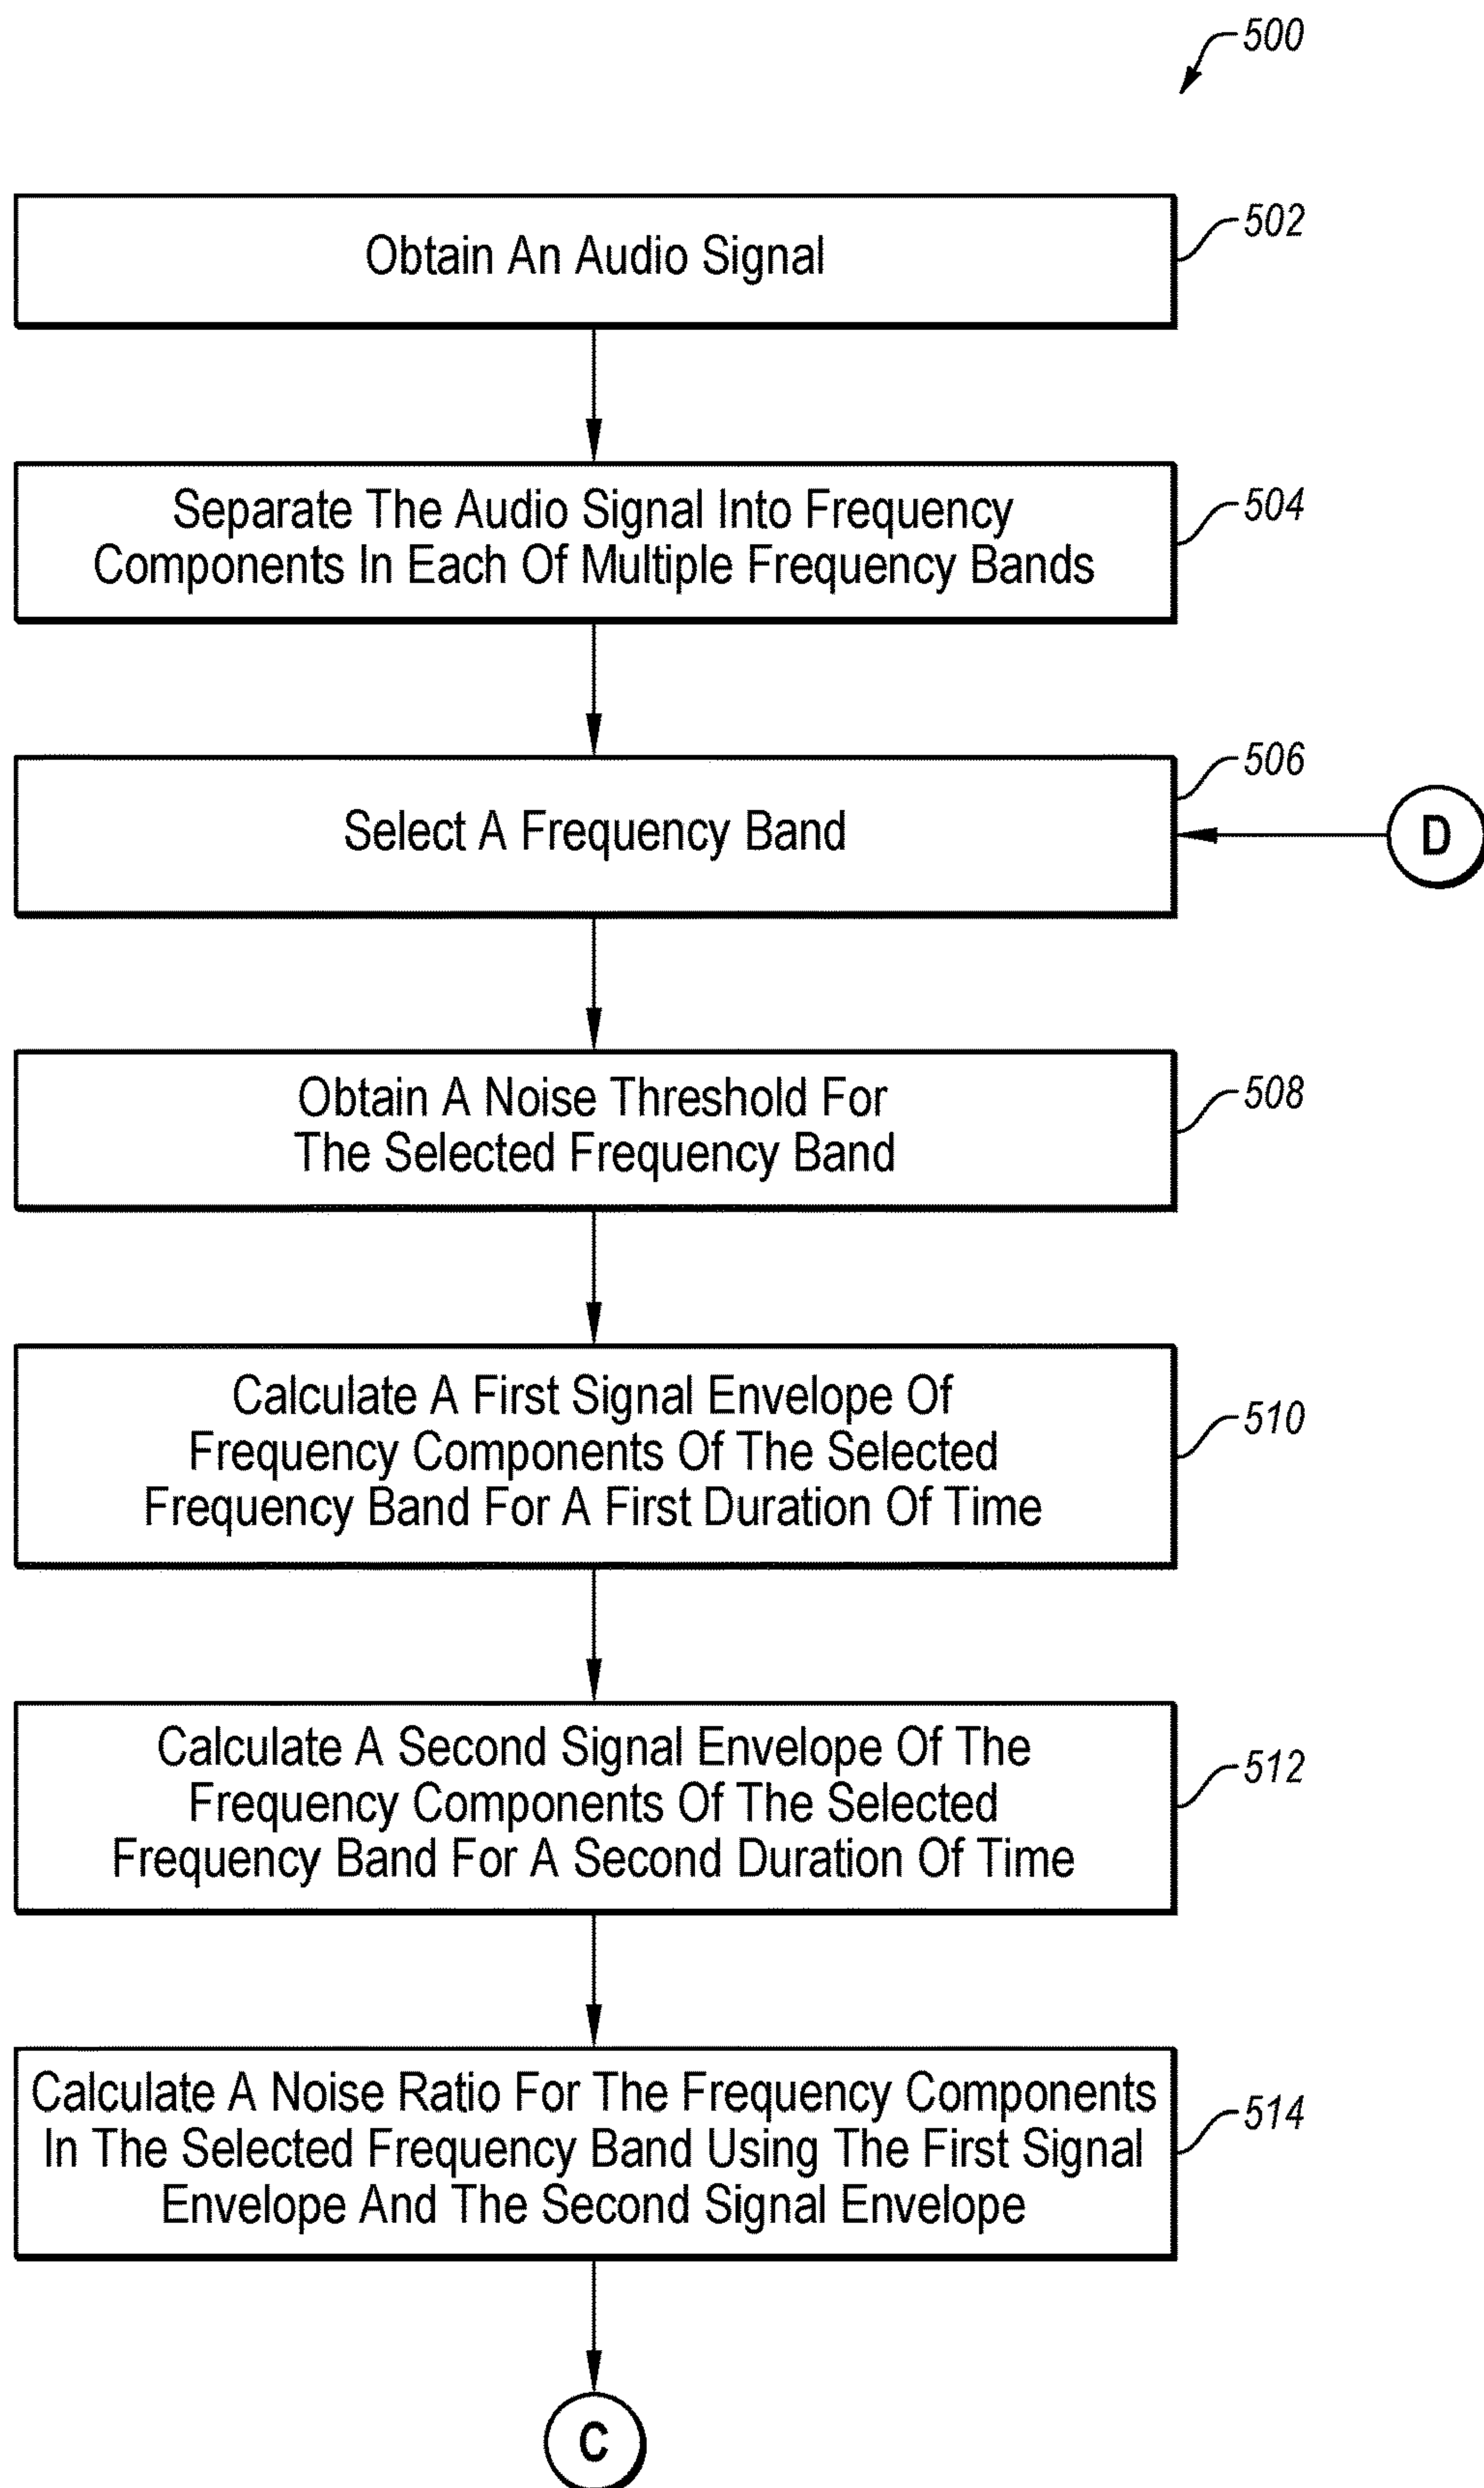 500
Obtain An Audio Signal
502
Separate The Audio Signal Into Frequency
Components In Each Of Multiple Frequency Bands
504
Select A Frequency Band
506
D
Obtain A Noise Threshold For
The Selected Frequency Band
508
Calculate A First Signal Envelope Of
Frequency Components Of The Selected
Frequency Band For A First Duration Of Time
510
Calculate A Second Signal Envelope Of The
Frequency Components Of The Selected
Frequency Band For A Second Duration Of Time
512
Calculate A Noise Ratio For The Frequency Components
In The Selected Frequency Band Using The First Signal
Envelope And The Second Signal Envelope
514
C